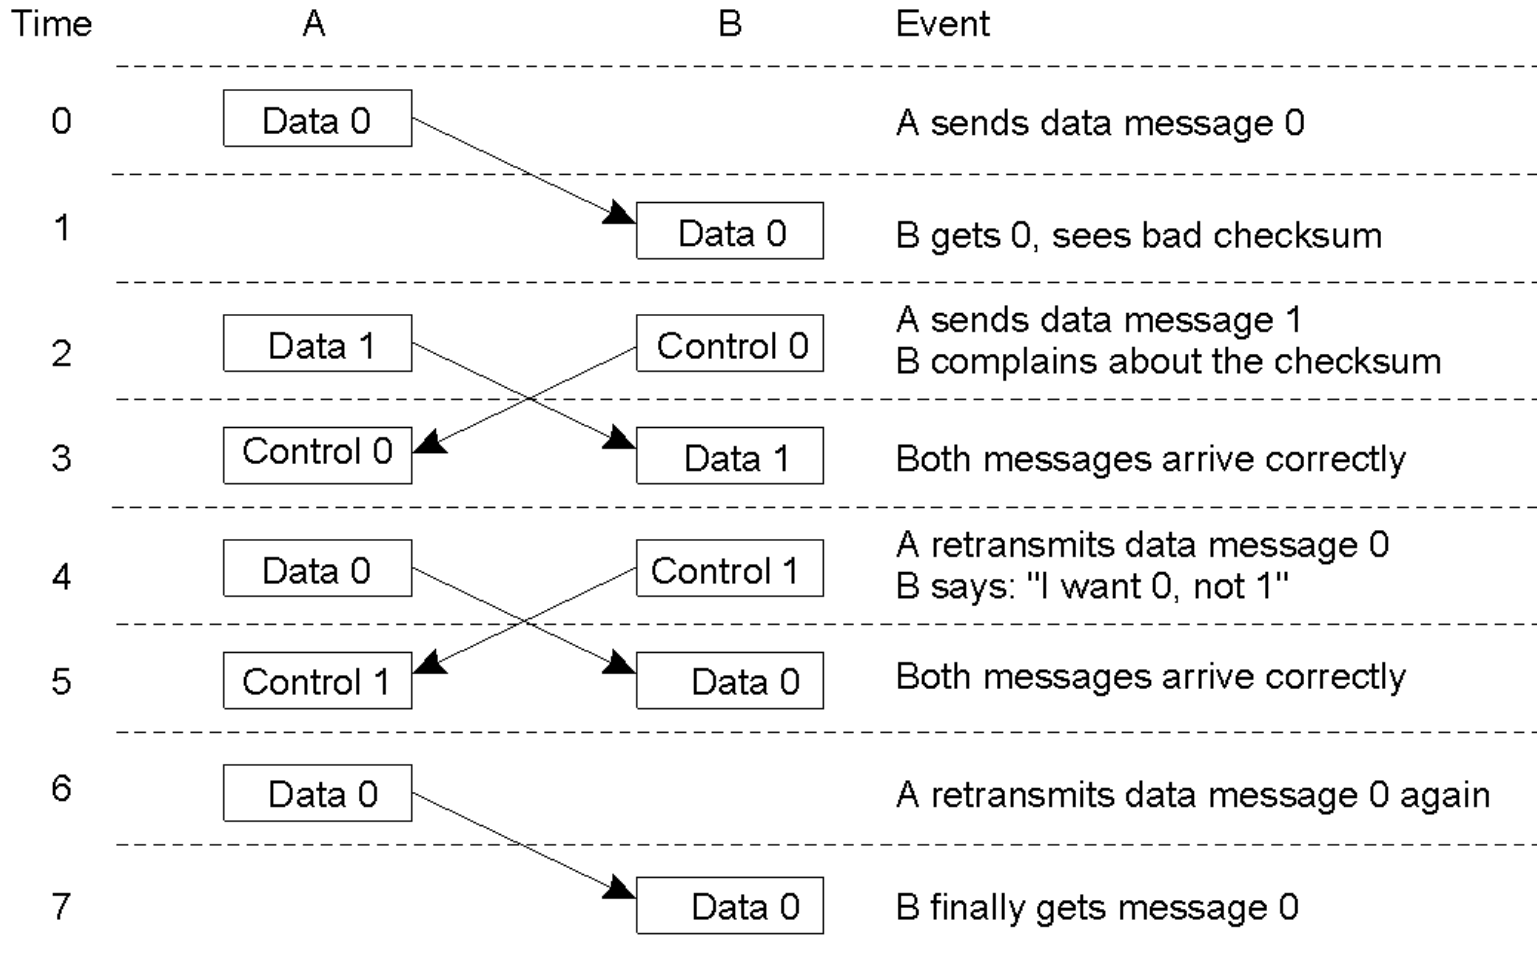 Time A B Event
0 Data 0 A sends data message 0
1 Data 0 B gets 0, sees bad checksum
2 Data 1 Control 0 A sends data message 1
B complains about the checksum
3 Control 0 Data 1 Both messages arrive correctly
4 Data 0 Control 1 A retransmits data message 0
B says: "I want 0, not 1"
5 Control 1 Data 0 Both messages arrive correctly
6 Data 0 A retransmits data message 0 again
7 Data 0 B finally gets message 0